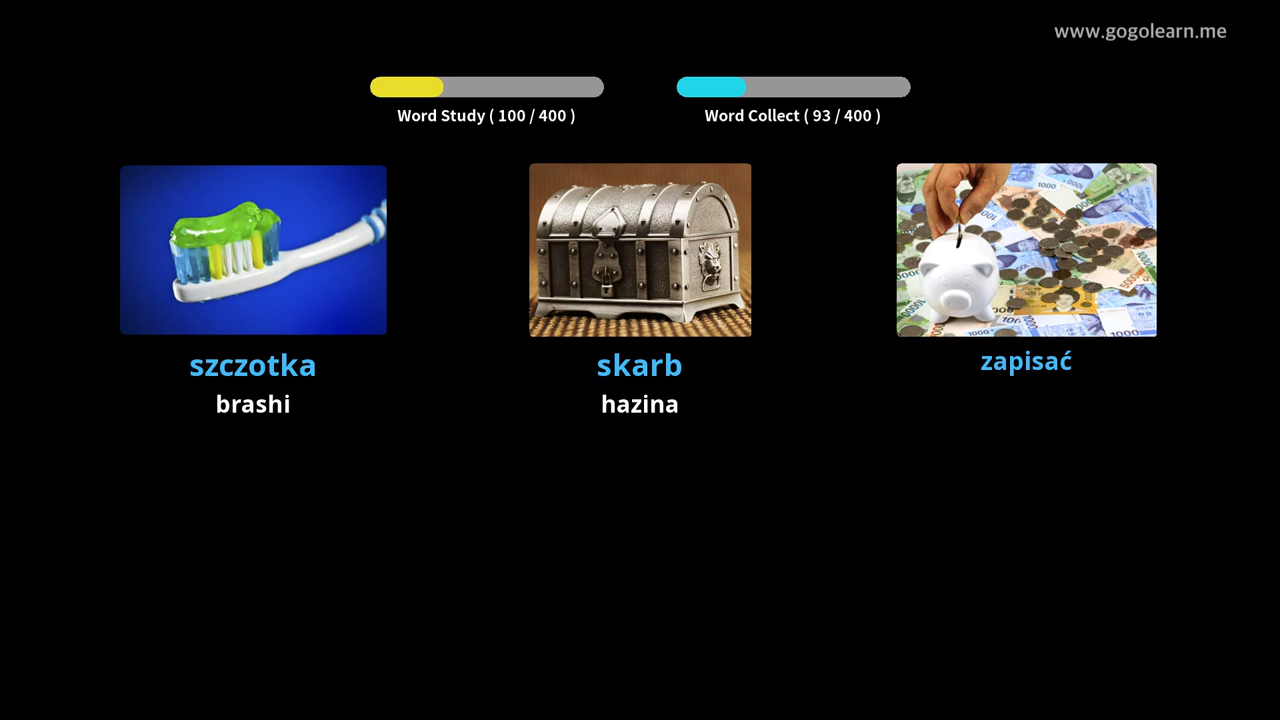 www.gogolearn.me
Word Study ( 100 / 400 )
Word Collect ( 93 / 400 )
szczotka
brashi
skarb
hazina
zapisać